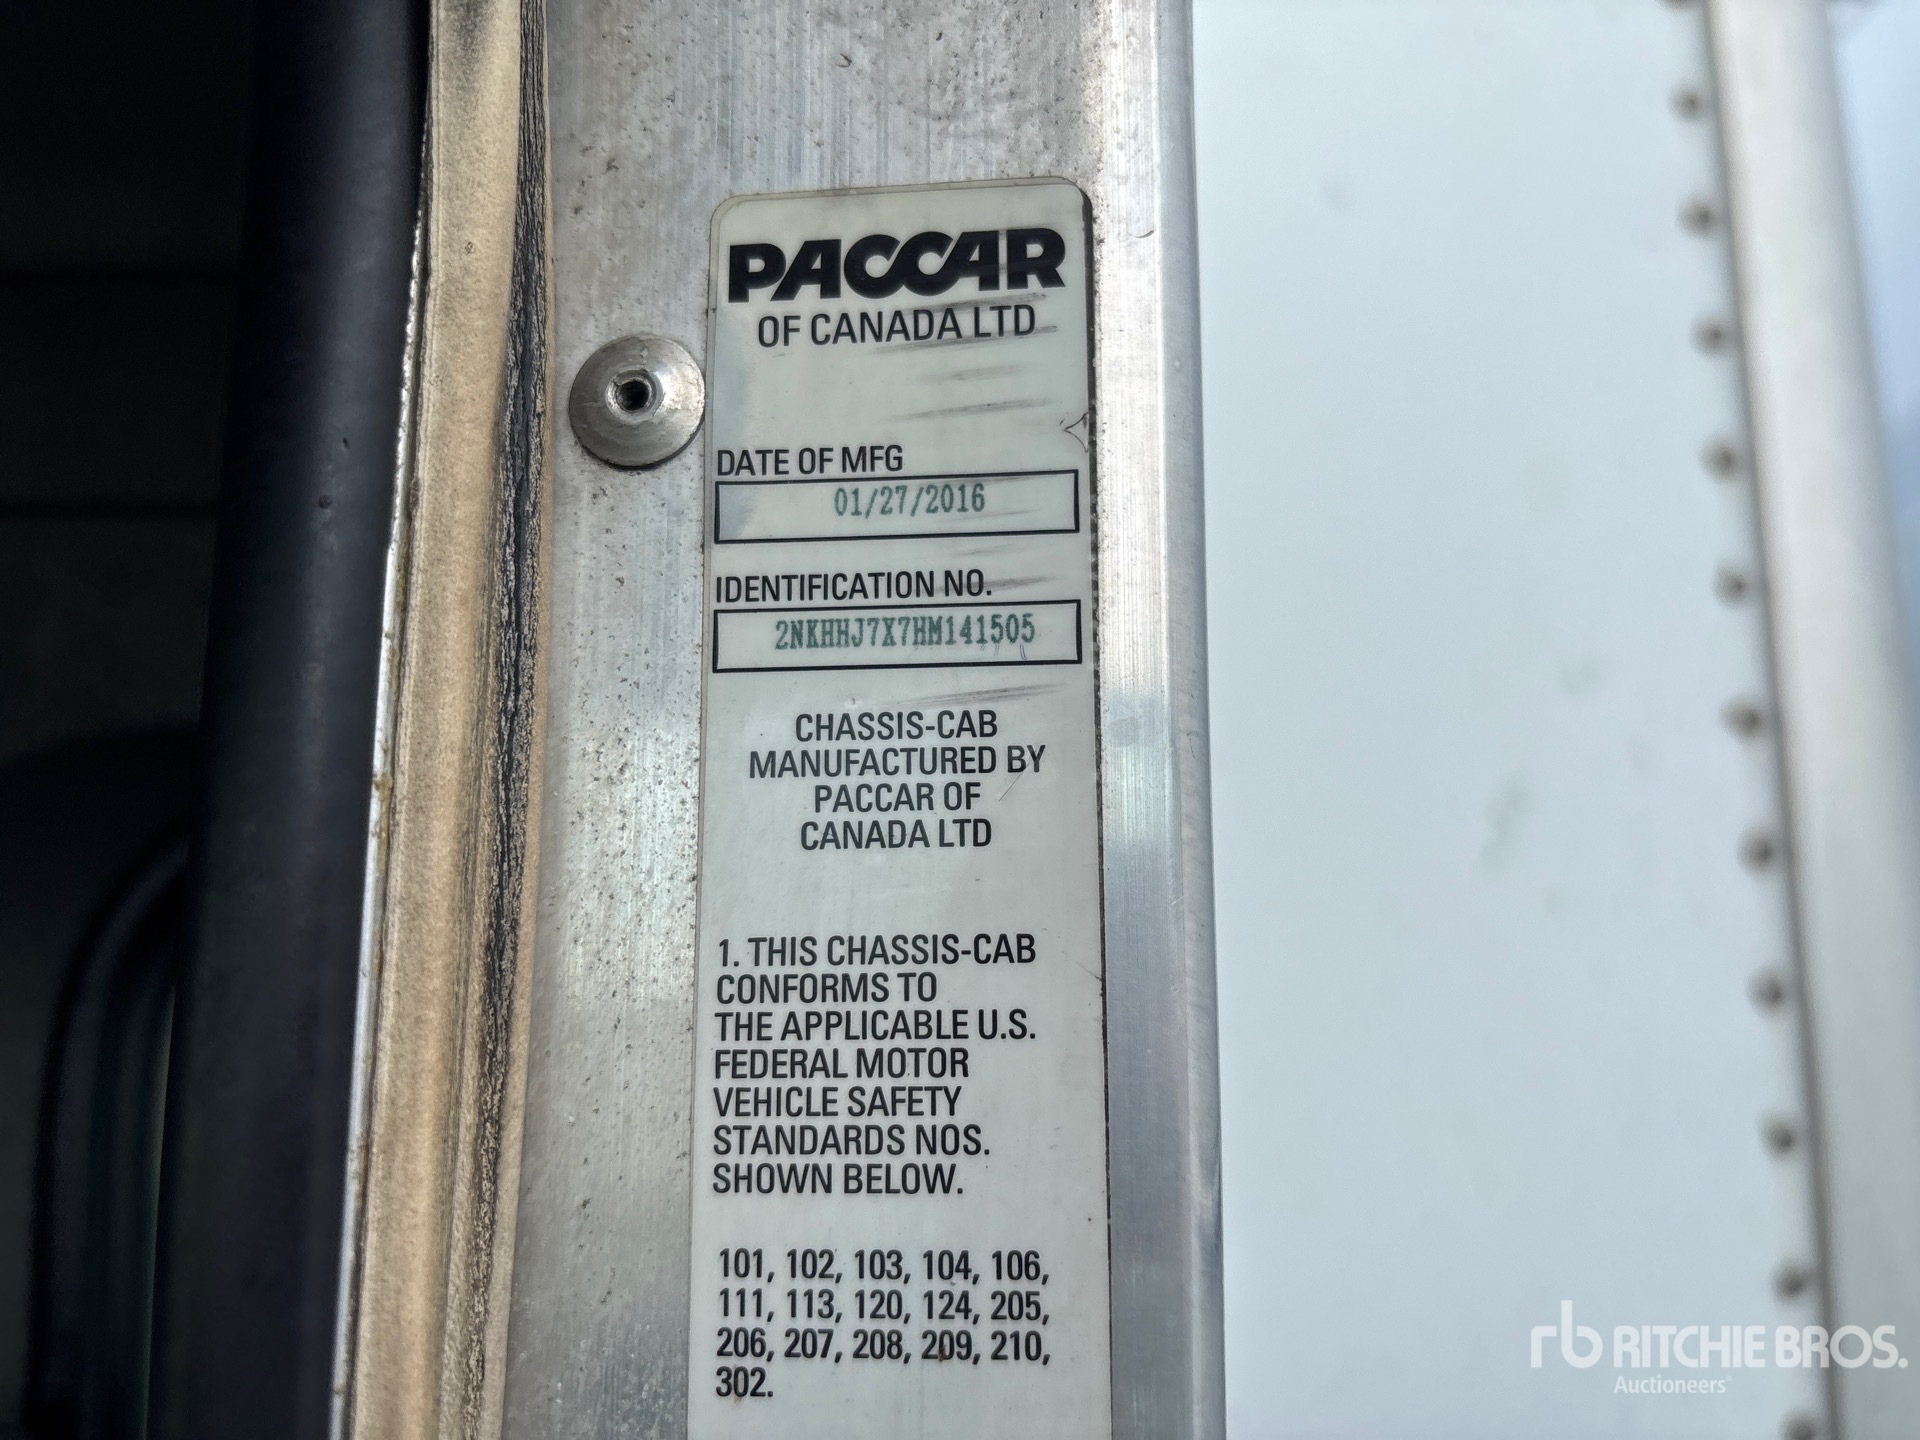 PACCAR
OF CANADA LTD
DATE OF MFG
01/27/2016
IDENTIFICATION NO.
2NKHHJ7X7HM141505
CHASSIS-CAB
MANUFACTURED BY
PACCAR OF
CANADA LTD
1. THIS CHASSIS-CAB
CONFORMS TO
THE APPLICABLE U.S.
FEDERAL MOTOR
VEHICLE SAFETY
STANDARDS NOS.
SHOWN BELOW.
101, 102, 103, 104, 106,
111, 113, 120, 124, 205,
206, 207, 208, 209, 210,
302.
rb RITCHIE BROS.
Auctioneers